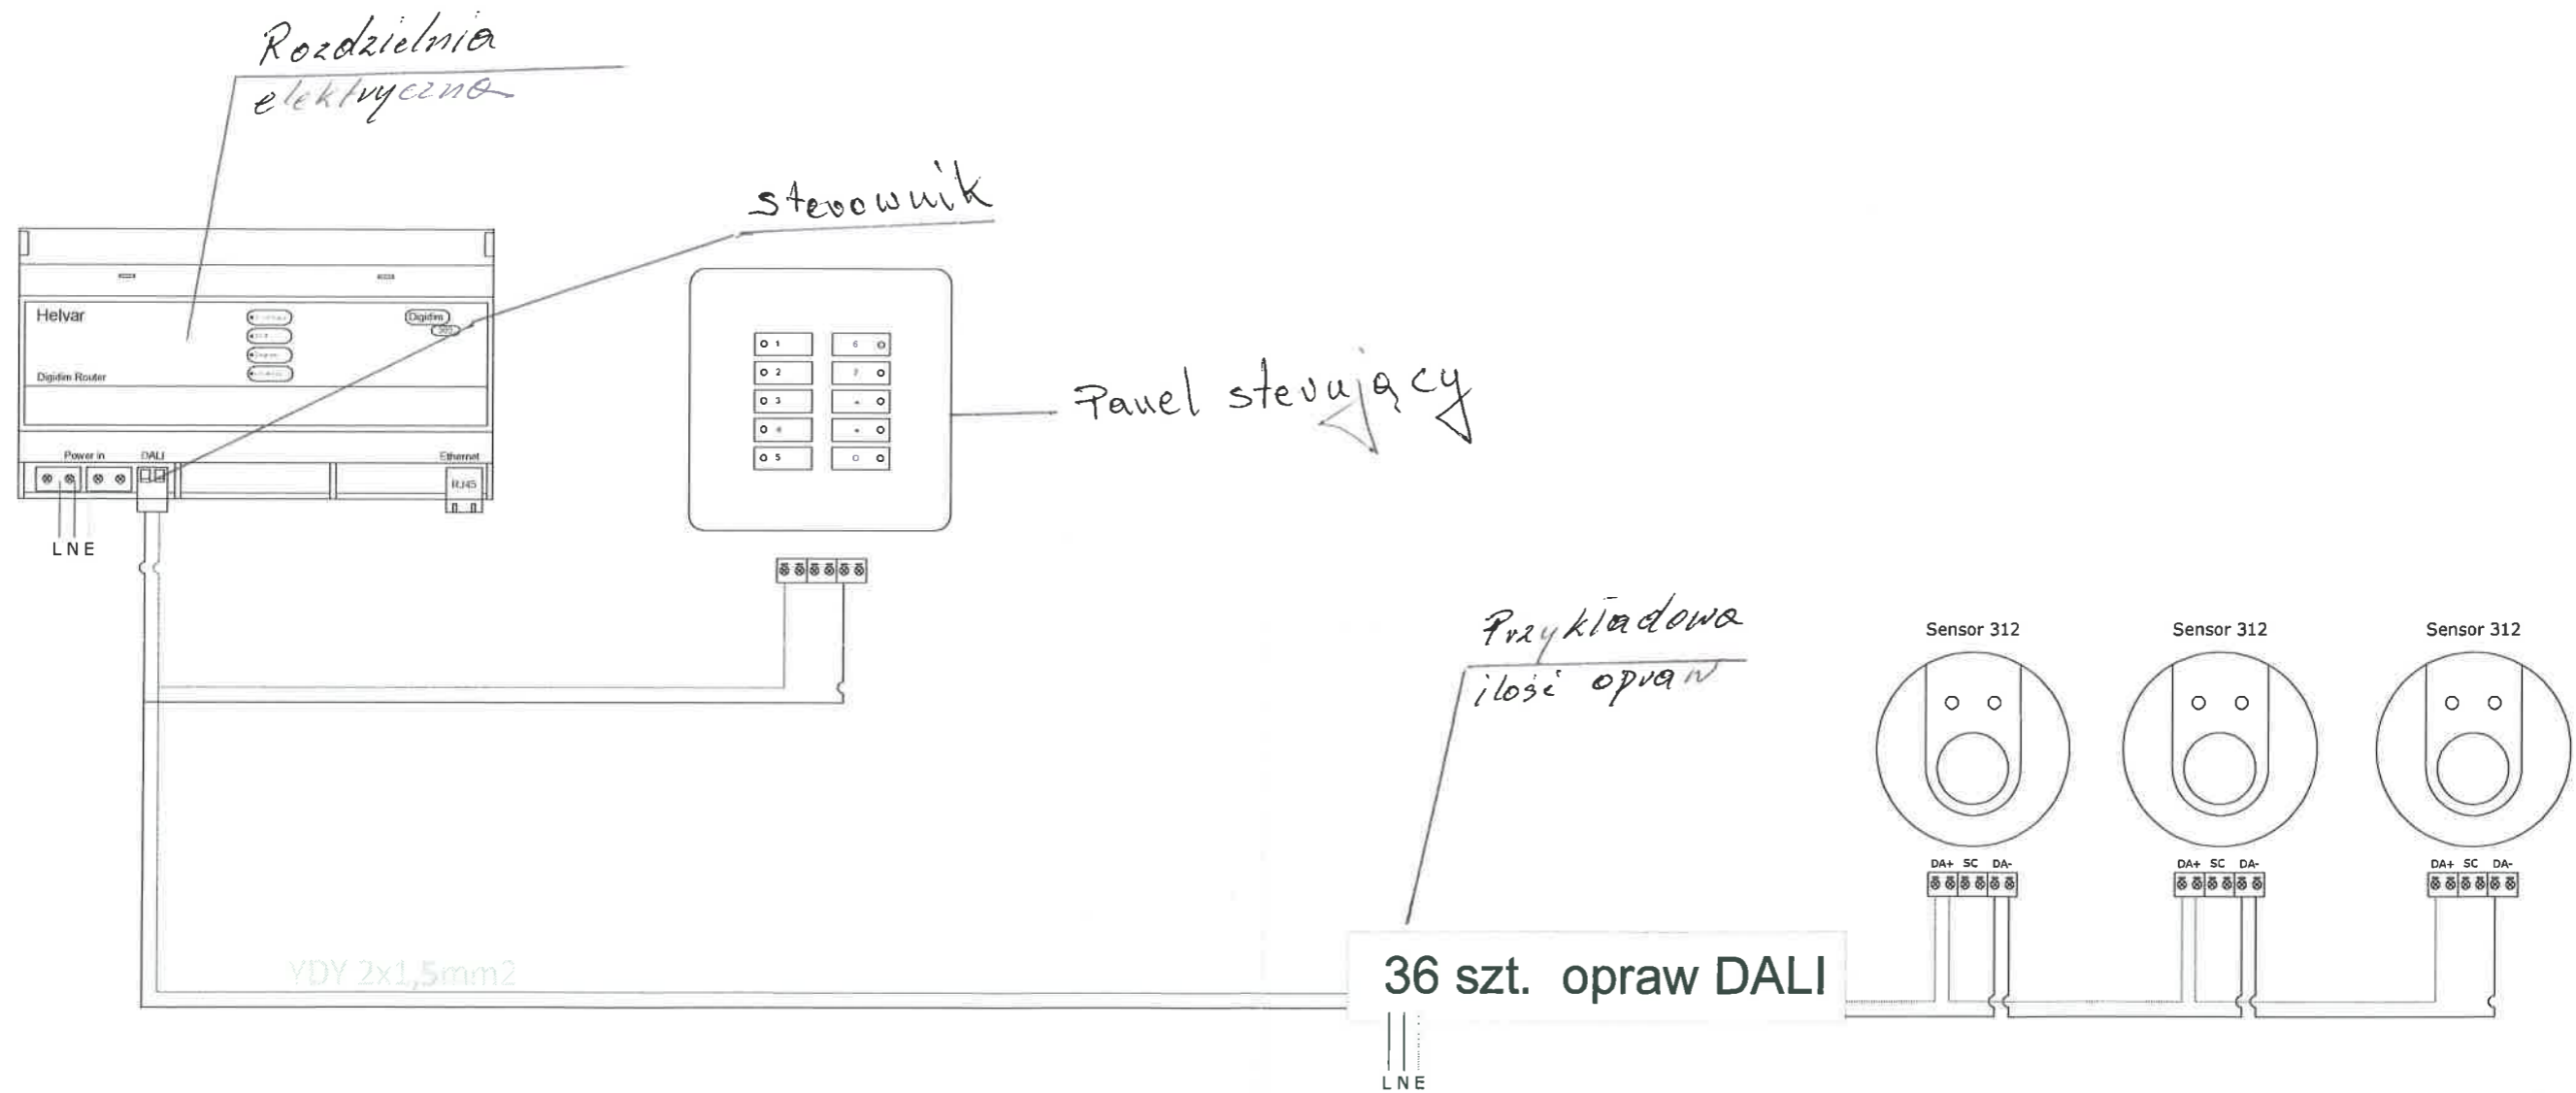 Rozdzielnia
elektryczna
sterownik
Helvar
Digidim
Digidim Router
Power in
DALI
Ethernet
RJ45
L N E
1
2
3
5
6
Panel sterujący
Przykładowa
ilość opraw
Sensor 312
Sensor 312
Sensor 312
DA+ SC DA-
DA+ SC DA-
DA+ SC DA-
YDY 2x1,5mm2
36 szt. opraw DALI
L N E